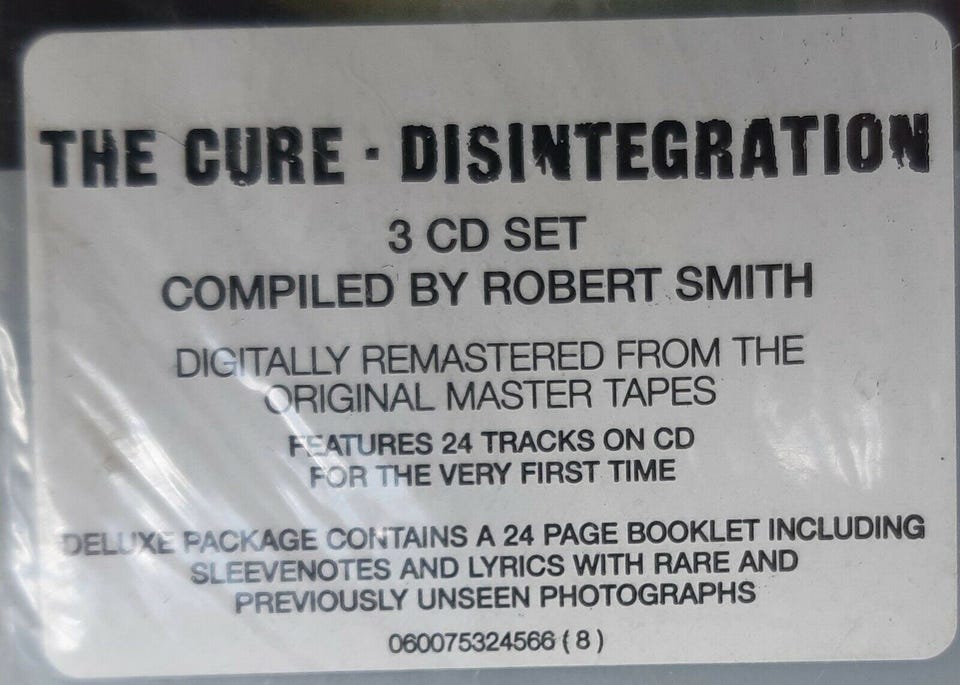 THE CURE · DISINTEGRATION
3 CD SET
COMPILED BY ROBERT SMITH
DIGITALLY REMASTERED FROM THE
ORIGINAL MASTER TAPES
FEATURES 24 TRACKS ON CD
FOR THE VERY FIRST TIME
DELUXE PACKAGE CONTAINS A 24 PAGE BOOKLET INCLUDING
SLEEVENOTES AND LYRICS WITH RARE AND
PREVIOUSLY UNSEEN PHOTOGRAPHS
060075324566 ( 8 )